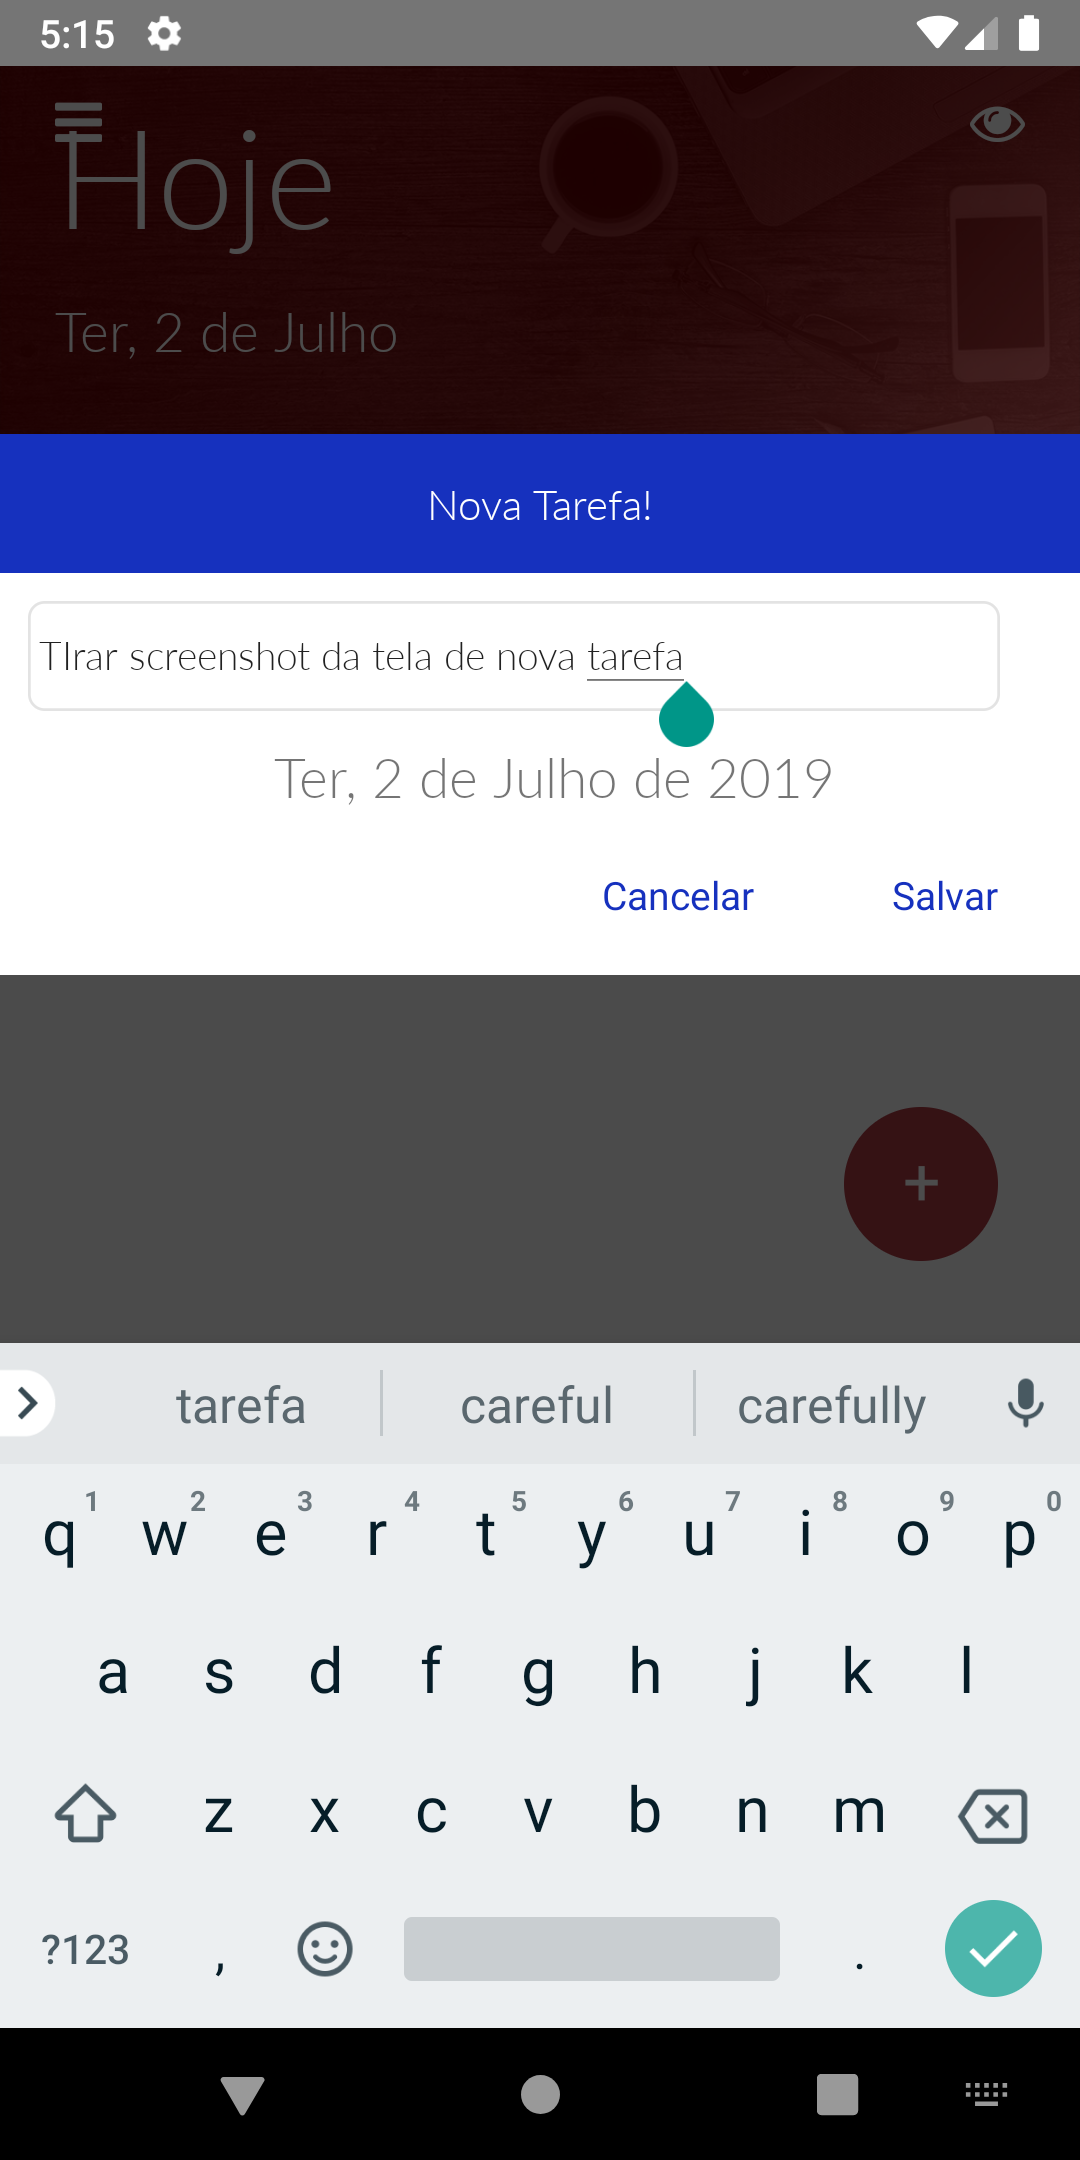 5:15
Hoje
Ter, 2 de Julho
Nova Tarefa!
TIrar screenshot da tela de nova tarefa
Ter, 2 de Julho de 2019
Cancelar Salvar
+
tarefa careful carefully
q 1 w 2 e 3 r 4 t 5 y 6 u 7 i 8 o 9 p 0
a s d f g h j k l
z x c v b n m
?123 , .